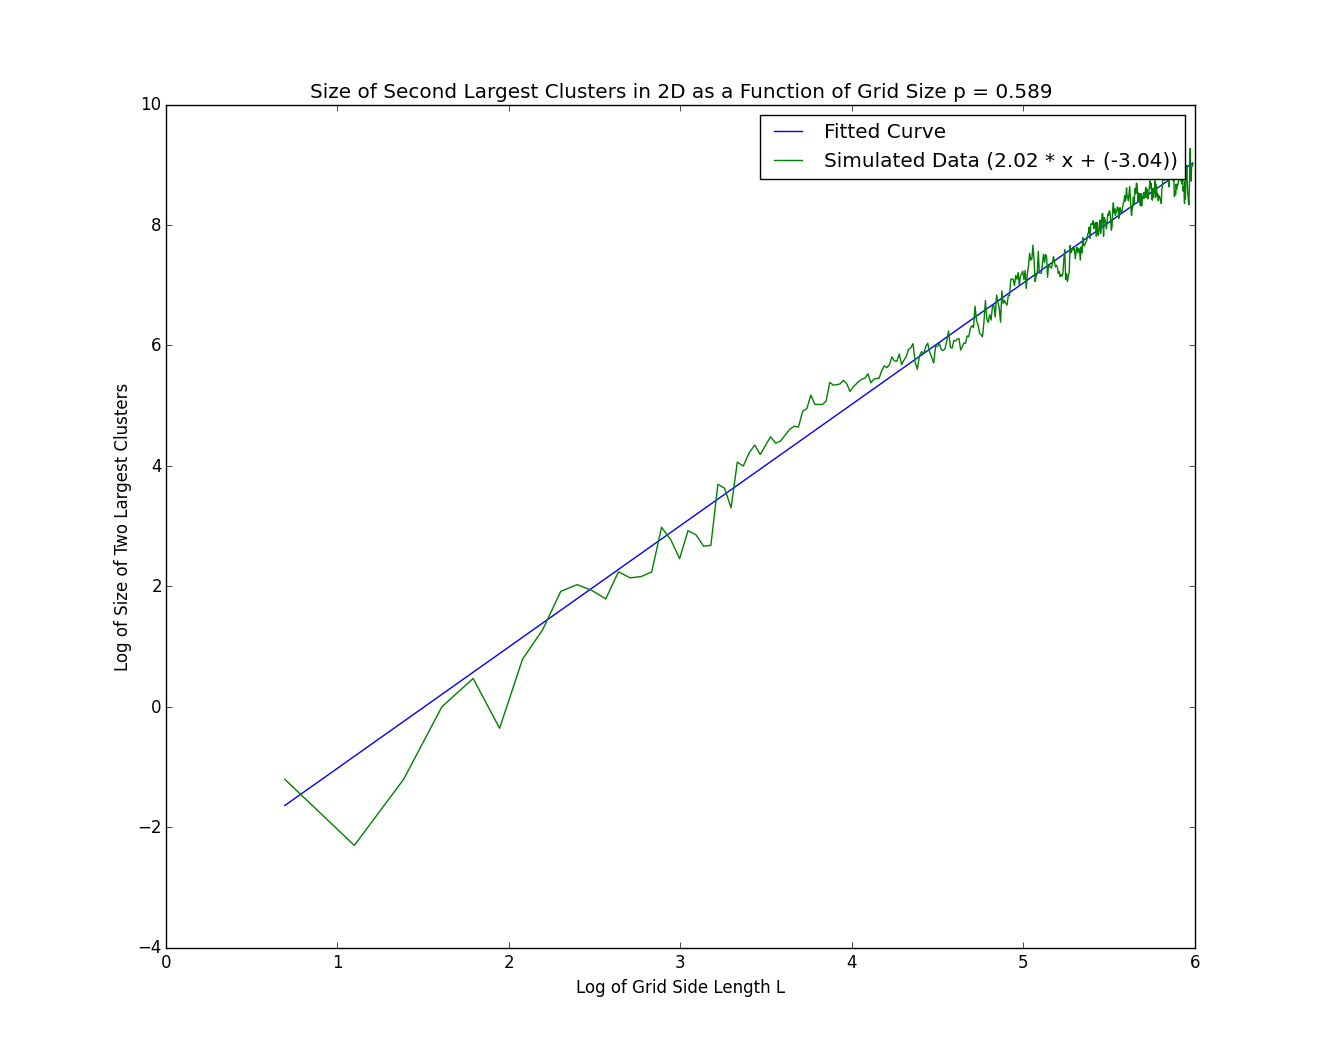 Size of Second Largest Clusters in 2D as a Function of Grid Size p = 0.589
Fitted Curve
Simulated Data (2.02 * x + (-3.04))
10
8
6
4
2
0
−2
−4
Log of Size of Two Largest Clusters
0 1 2 3 4 5 6
Log of Grid Side Length L